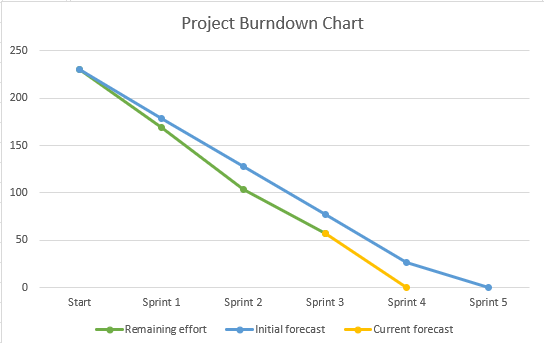 Project Burndown Chart
250
200
150
100
50
0
Start Sprint 1 Sprint 2 Sprint 3 Sprint 4 Sprint 5
Remaining effort Initial forecast Current forecast